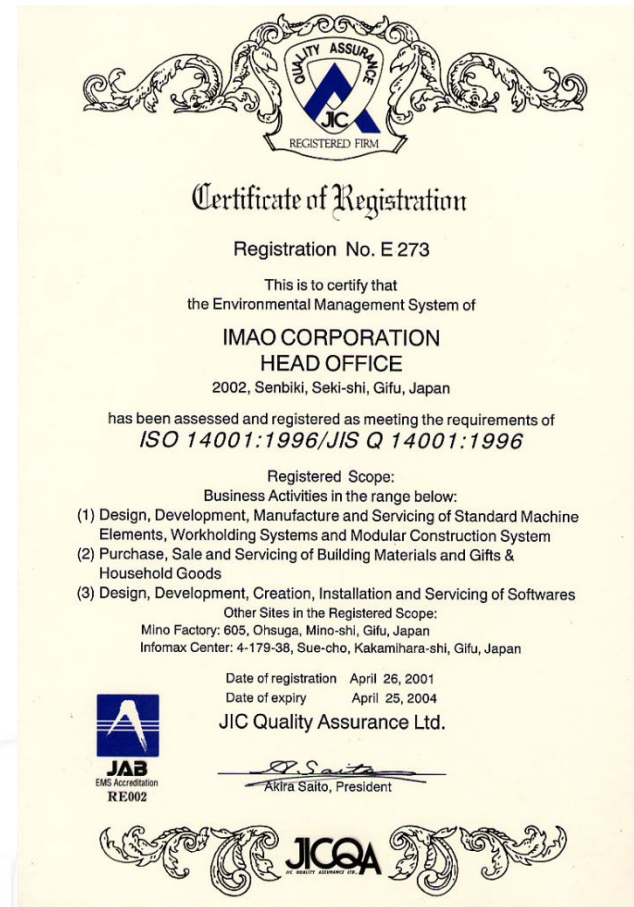 QUALITY ASSURANCE
JIC
REGISTERED FIRM
Certificate of Registration
Registration No. E 273
This is to certify that
the Environmental Management System of
IMAO CORPORATION
HEAD OFFICE
2002, Senbiki, Seki-shi, Gifu, Japan
has been assessed and registered as meeting the requirements of
ISO 14001:1996/JIS Q 14001:1996
Registered Scope:
Business Activities in the range below:
(1) Design, Development, Manufacture and Servicing of Standard Machine
Elements, Workholding Systems and Modular Construction System
(2) Purchase, Sale and Servicing of Building Materials and Gifts &
Household Goods
(3) Design, Development, Creation, Installation and Servicing of Softwares
Other Sites in the Registered Scope:
Mino Factory: 605, Ohsuga, Mino-shi, Gifu, Japan
Infomax Center: 4-179-38, Sue-cho, Kakamihara-shi, Gifu, Japan
Date of registration April 26, 2001
Date of expiry April 25, 2004
JIC Quality Assurance Ltd.
A. Saito
Akira Saito, President
JAB
EMS Accreditation
RE002
JICQA
JIC QUALITY ASSURANCE LTD.